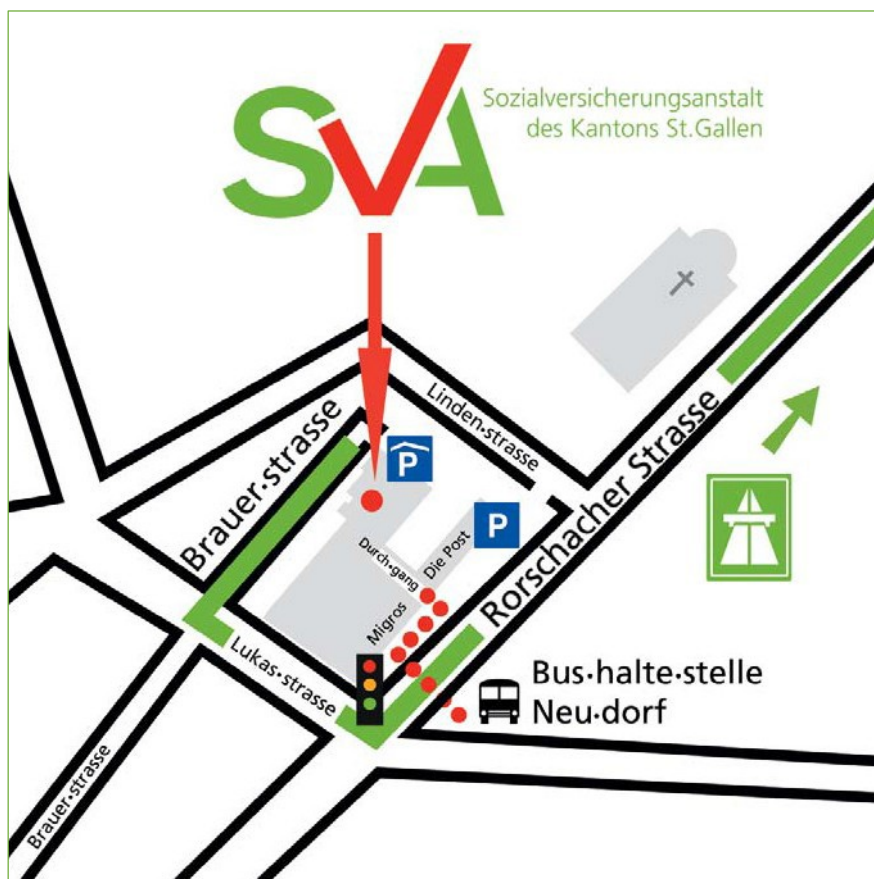 SVA
Sozialversicherungsanstalt
des Kantons St.Gallen
Linden·strasse
Brauer·strasse
P
P
Rorschacher Strasse
Durch·gang
Die Post
Migros
Lukas·strasse
Bus·halte·stelle
Neu·dorf
Brauer·strasse